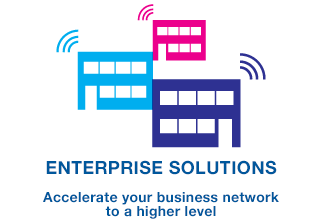 ENTERPRISE SOLUTIONS
Accelerate your business network
to a higher level